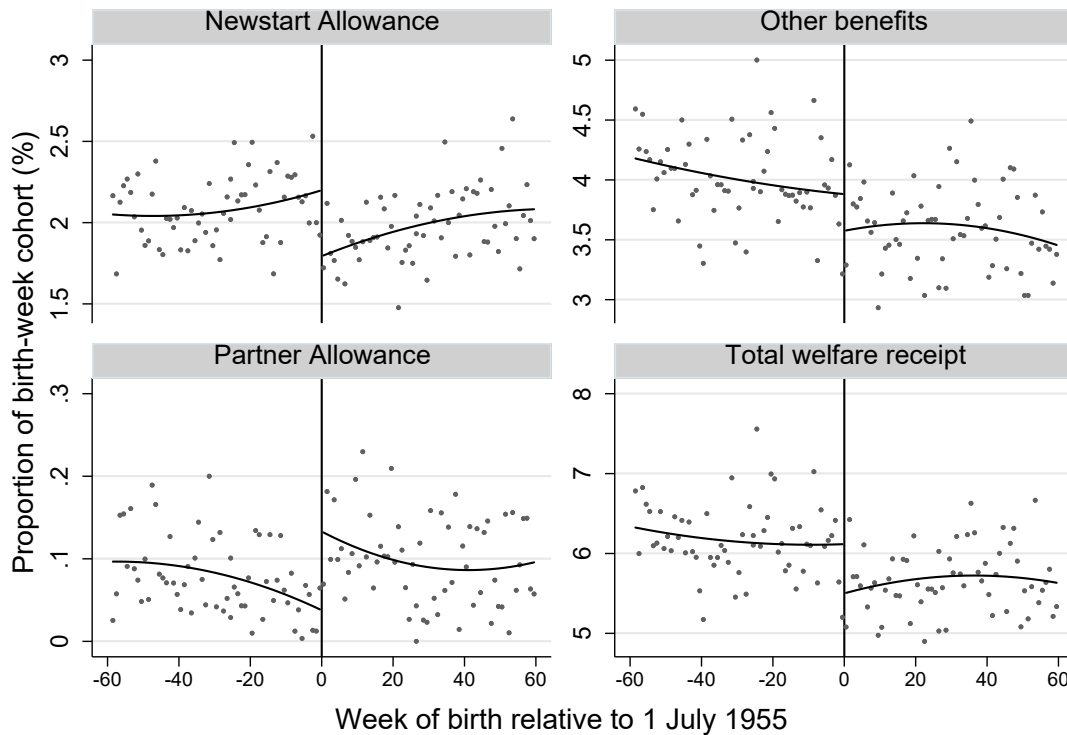 Newstart Allowance
Other benefits
3
2.5
2
1.5
5
4.5
4
3.5
3
Partner Allowance
Total welfare receipt
.3
.2
.1
0
8
7
6
5
-60 -40 -20 0 20 40 60
-60 -40 -20 0 20 40 60
Proportion of birth-week cohort (%)
Week of birth relative to 1 July 1955